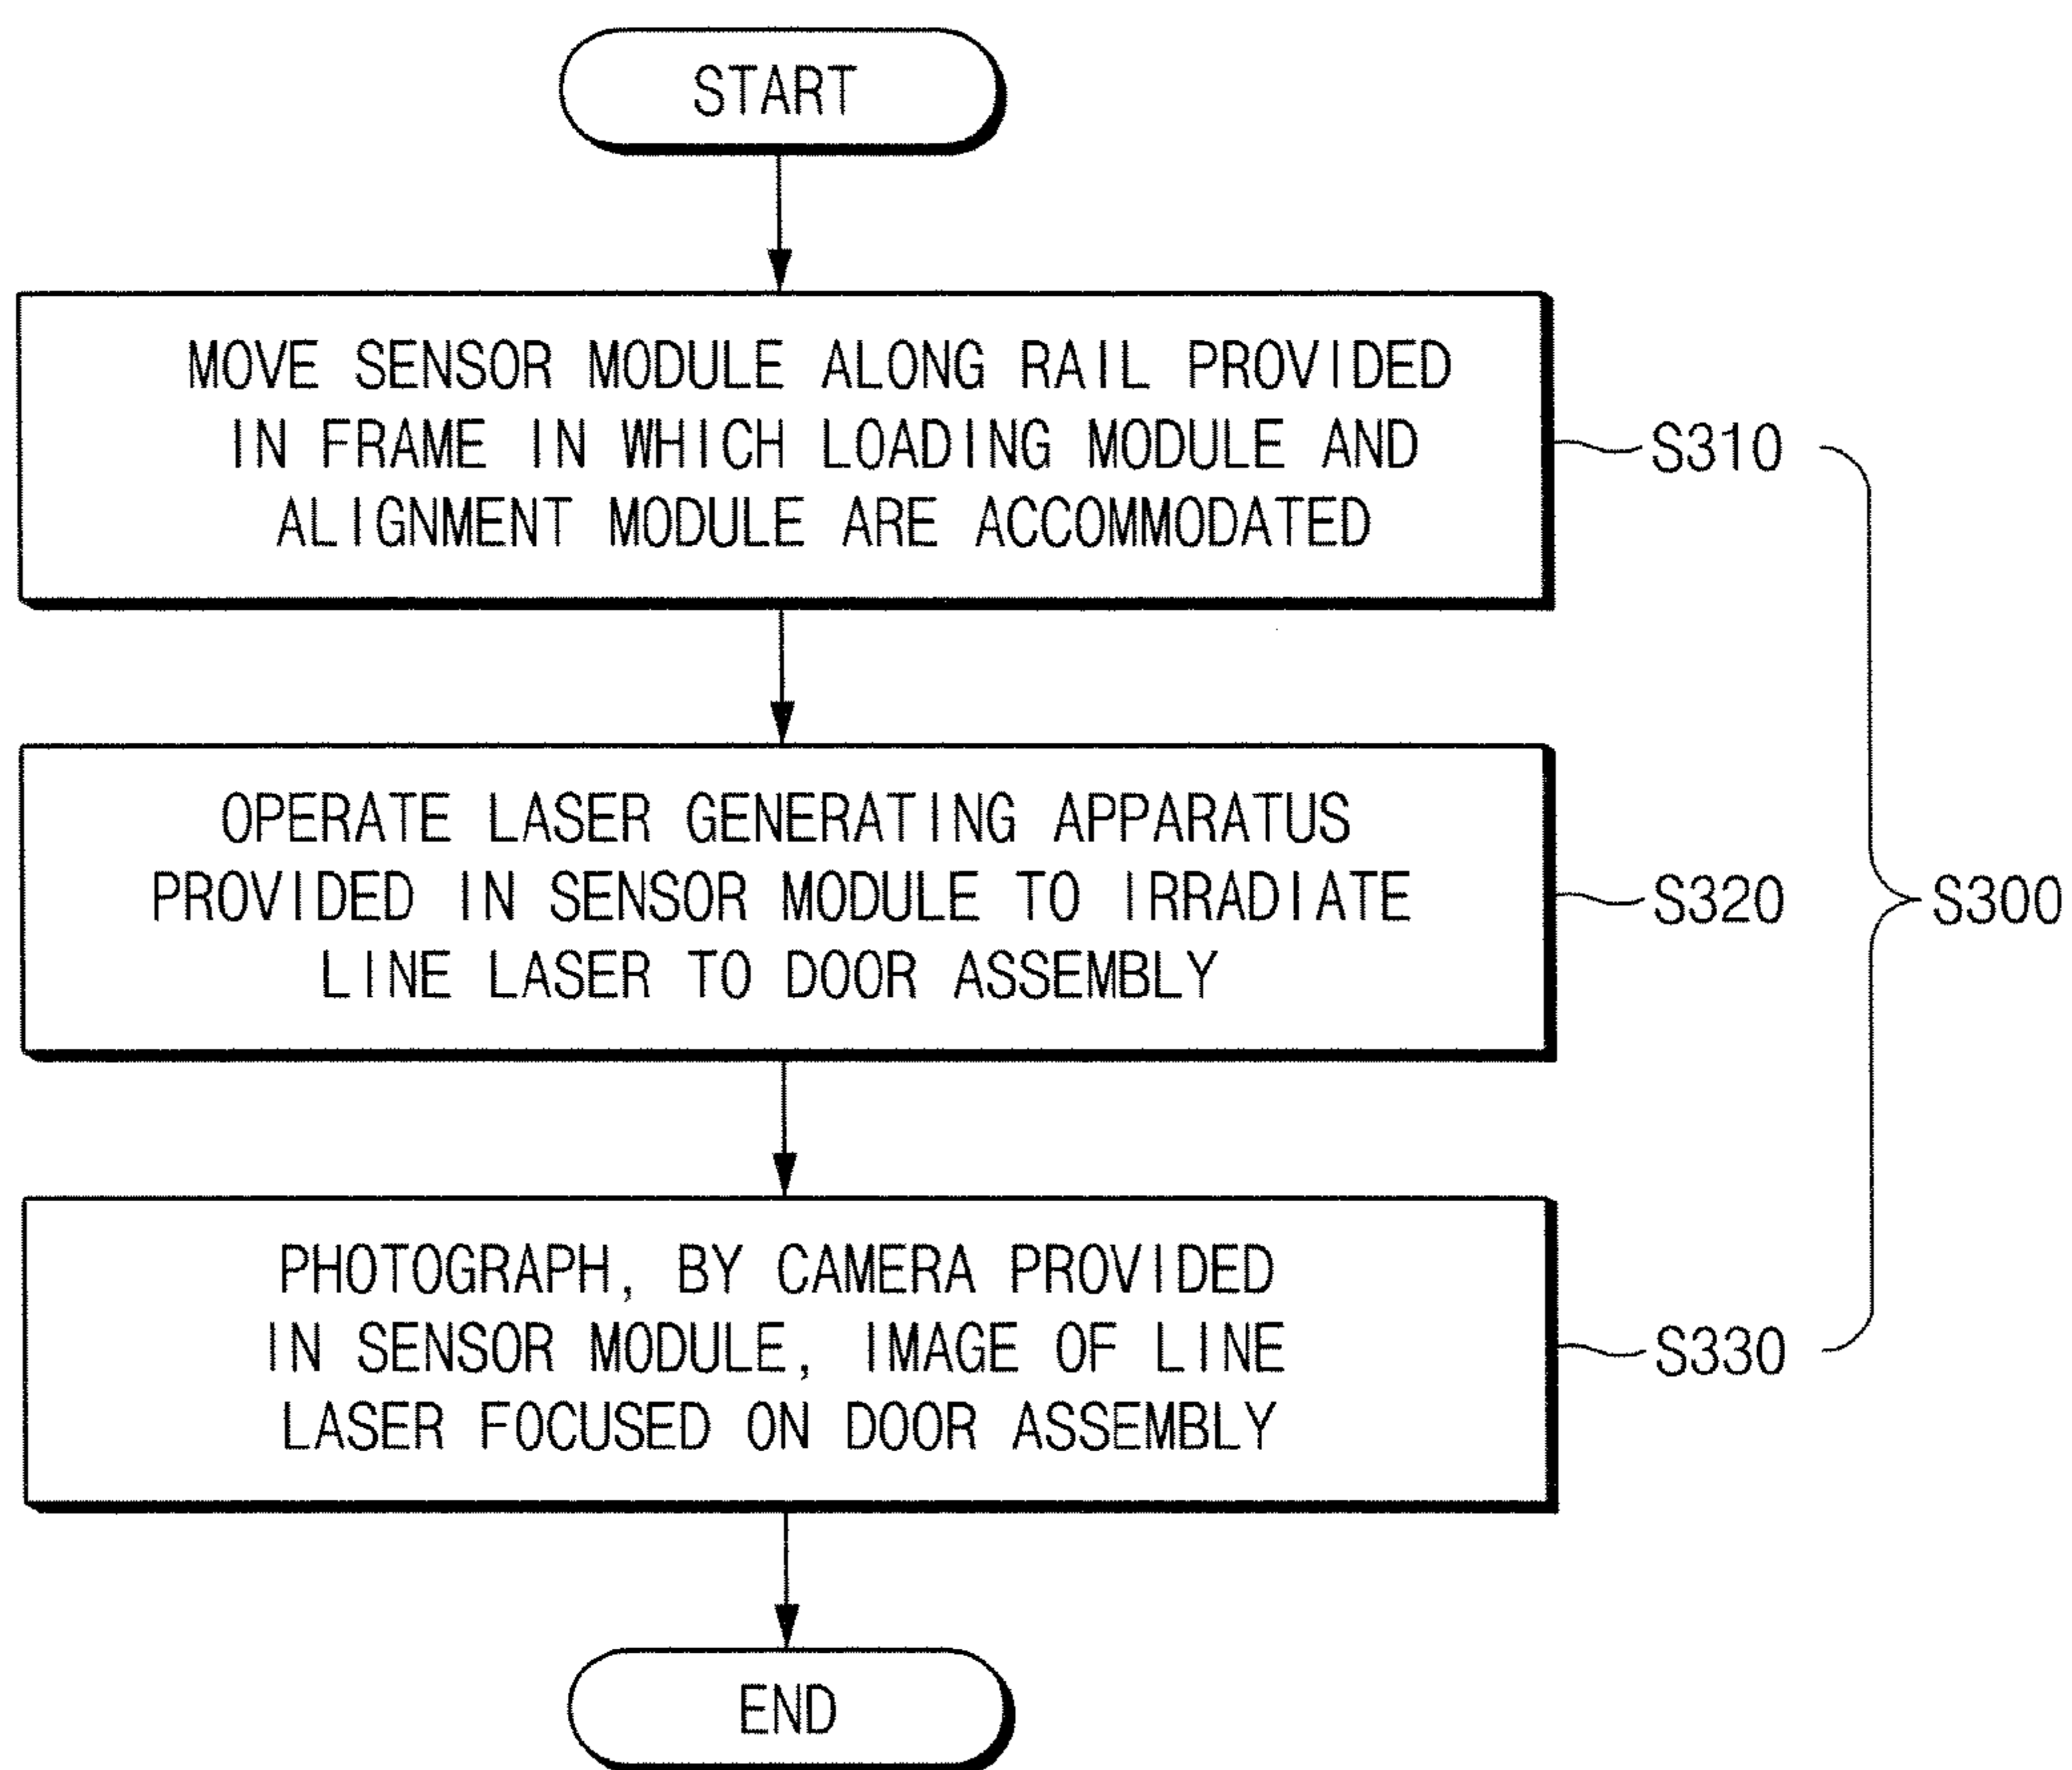 START
MOVE SENSOR MODULE ALONG RAIL PROVIDED
IN FRAME IN WHICH LOADING MODULE AND
ALIGNMENT MODULE ARE ACCOMMODATED
S310
OPERATE LASER GENERATING APPARATUS
PROVIDED IN SENSOR MODULE TO IRRADIATE
LINE LASER TO DOOR ASSEMBLY
S320
S300
PHOTOGRAPH, BY CAMERA PROVIDED
IN SENSOR MODULE, IMAGE OF LINE
LASER FOCUSED ON DOOR ASSEMBLY
S330
END